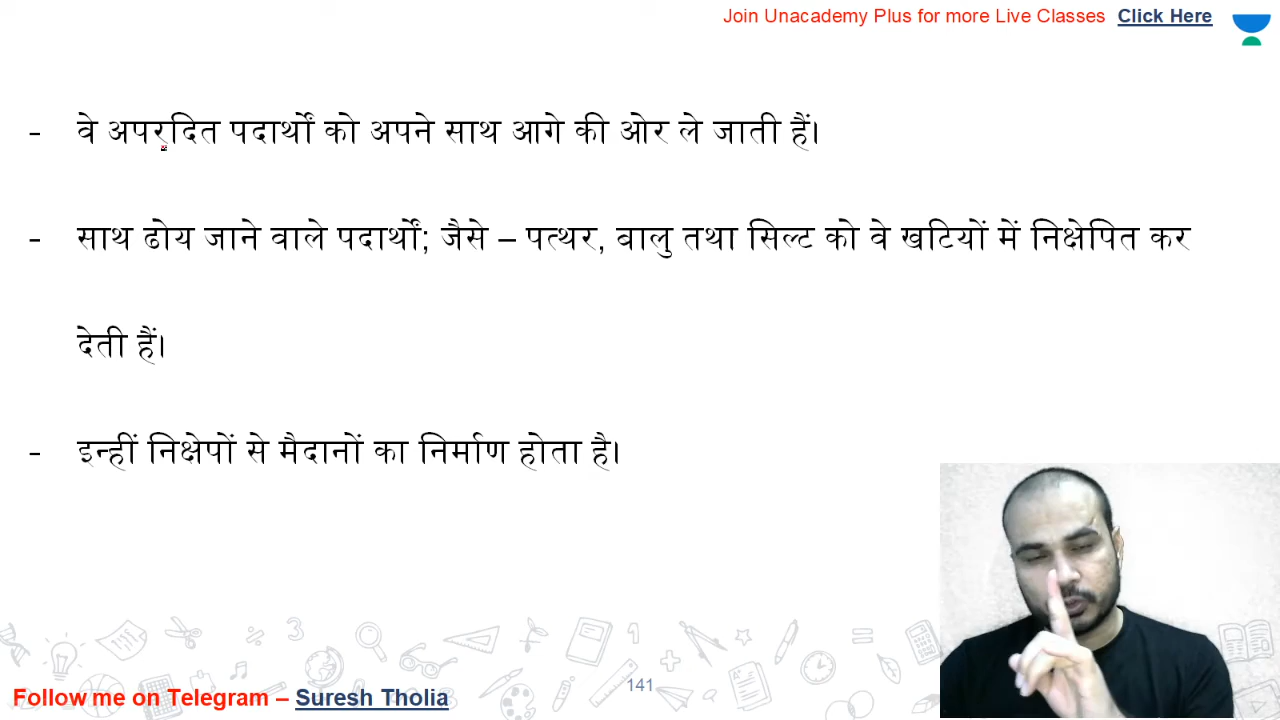 Join Unacademy Plus for more Live Classes Click Here
- वे अपरदित पदार्थों को अपने साथ आगे की ओर ले जाती हैं।
- साथ ढोय जाने वाले पदार्थों; जैसे – पत्थर, बालु तथा सिल्ट को वे खटियों में निक्षेपित कर
देती हैं।
- इन्हीं निक्षेपों से मैदानों का निर्माण होता है।
141
Follow me on Telegram – Suresh Tholia